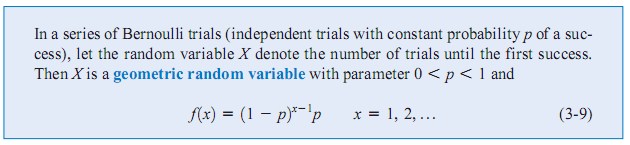 In a series of Bernoulli trials (independent trials with constant probability p of a suc-
cess), let the random variable X denote the number of trials until the first success.
Then X is a geometric random variable with parameter 0 < p < 1 and
f(x) = (1 − p)^{x−1}p x = 1, 2, … (3-9)